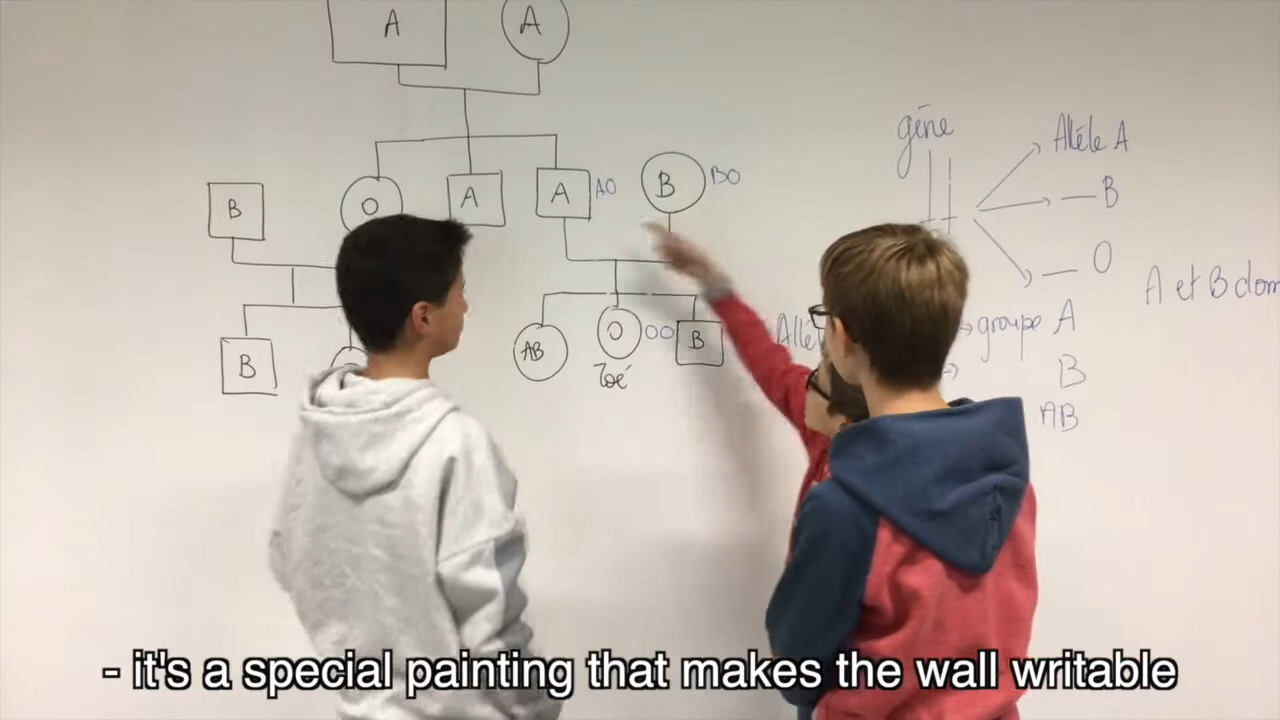 A A
B O A A AO B BO
B AB O OO B
Zoé
gène
Allèle A
B
O
A et B dom
Allèl
groupe A
B
AB
- it's a special painting that makes the wall writable